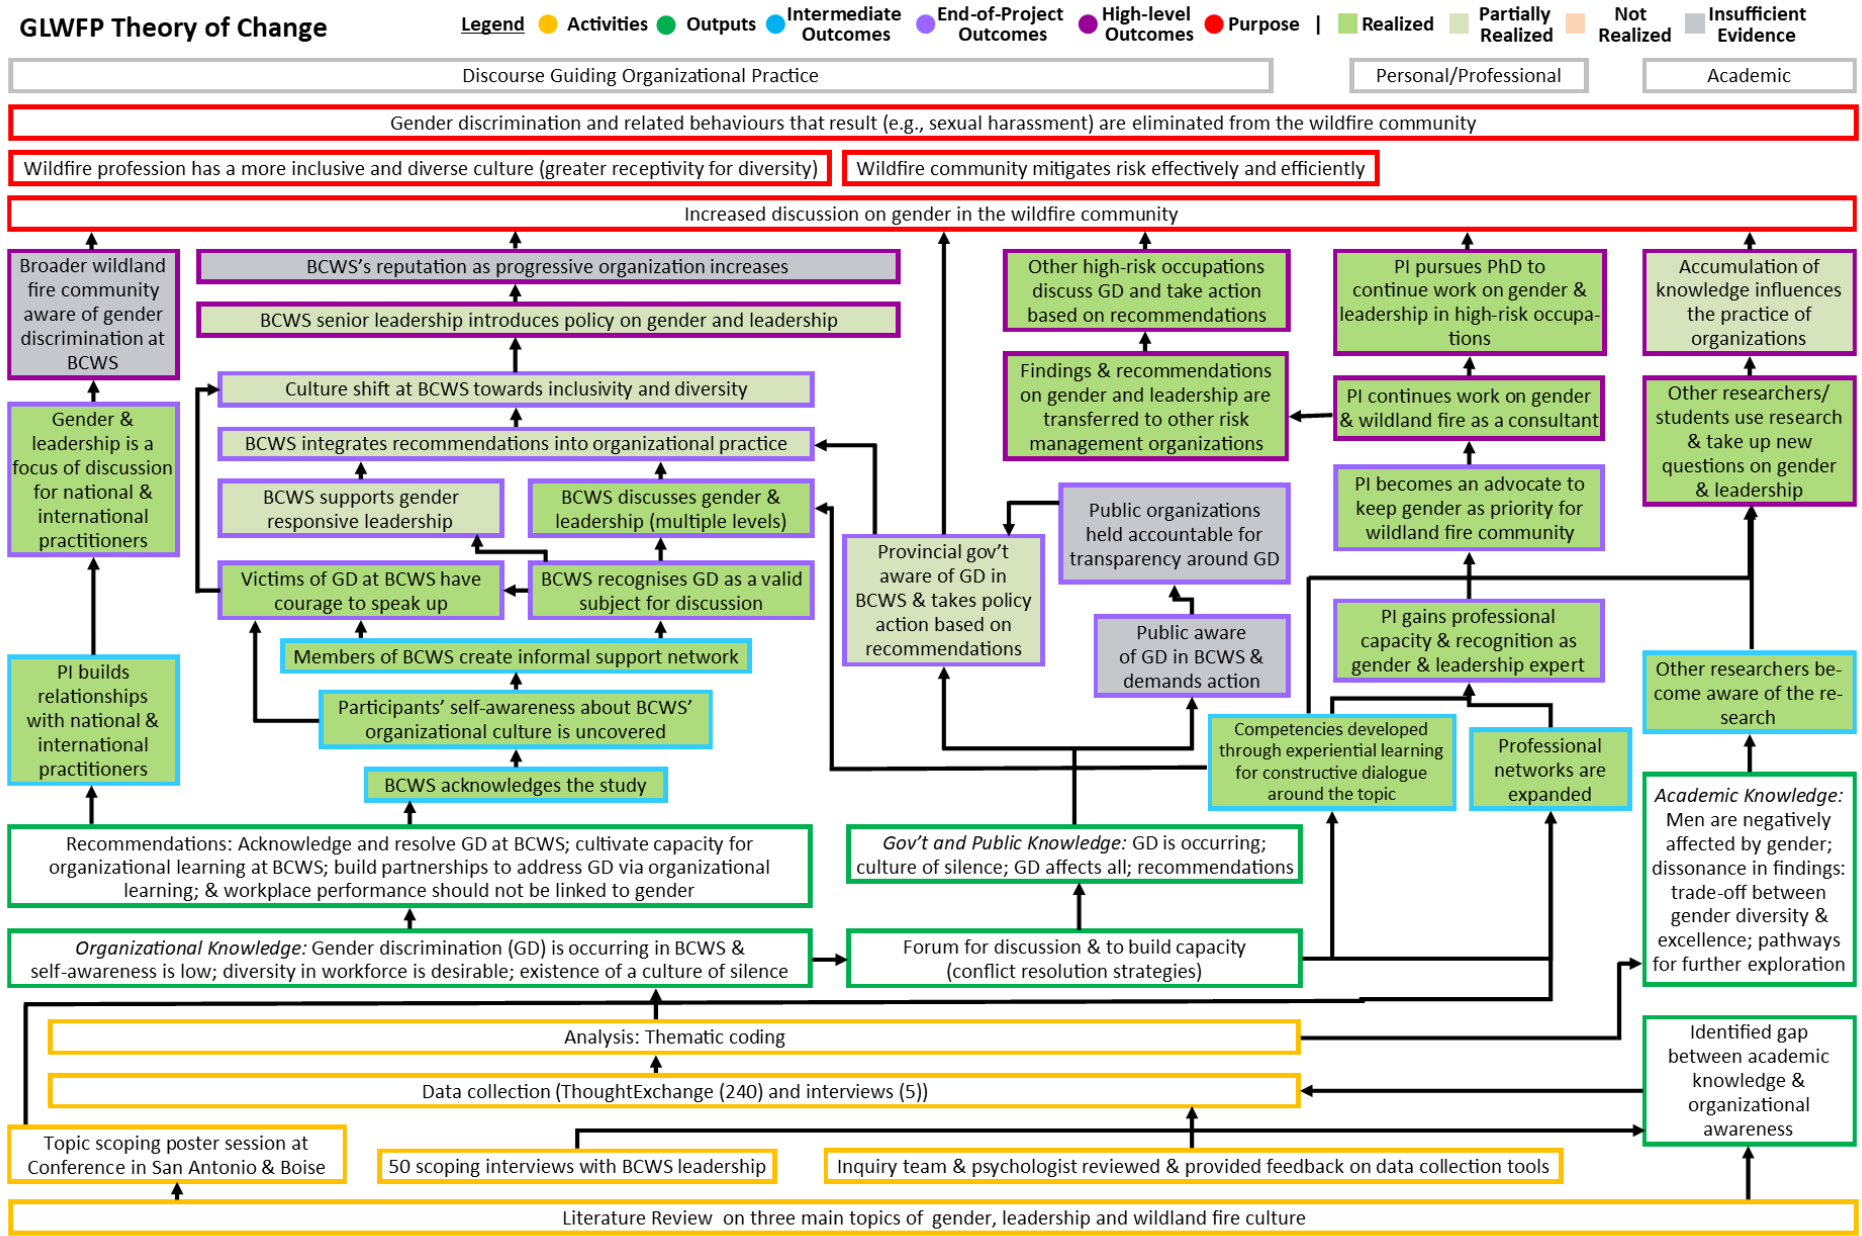 GLWFP Theory of Change
Legend
Activities
Outputs
Intermediate
Outcomes
End-of-Project
Outcomes
High-level
Outcomes
Purpose
|
Realized
Partially
Realized
Not
Realized
Insufficient
Evidence
Discourse Guiding Organizational Practice
Personal/Professional
Academic
Gender discrimination and related behaviours that result (e.g., sexual harassment) are eliminated from the wildfire community
Wildfire profession has a more inclusive and diverse culture (greater receptivity for diversity)
Wildfire community mitigates risk effectively and efficiently
Increased discussion on gender in the wildfire community
Broader wildland
fire community
aware of gender
discrimination at
BCWS
BCWS's reputation as progressive organization increases
BCWS senior leadership introduces policy on gender and leadership
Other high-risk occupations
discuss GD and take action
based on recommendations
PI pursues PhD to
continue work on gender &
leadership in high-risk occupa-
tions
Accumulation of
knowledge influences
the practice of
organizations
Culture shift at BCWS towards inclusivity and diversity
Findings & recommendations
on gender and leadership are
transferred to other risk
management organizations
PI continues work on gender
& wildland fire as a consultant
Other researchers/
students use research
& take up new
questions on gender
& leadership
Gender &
leadership is a
focus of discussion
for national &
international
practitioners
BCWS integrates recommendations into organizational practice
BCWS supports gender
responsive leadership
BCWS discusses gender &
leadership (multiple levels)
Public organizations
held accountable for
transparency around GD
PI becomes an advocate to
keep gender as priority for
wildland fire community
Provincial gov't
aware of GD in
BCWS & takes policy
action based on
recommendations
Victims of GD at BCWS have
courage to speak up
BCWS recognises GD as a valid
subject for discussion
Public aware
of GD in BCWS &
demands action
PI gains professional
capacity & recognition as
gender & leadership expert
Members of BCWS create informal support network
PI builds
relationships
with national &
international
practitioners
Other researchers be-
come aware of the re-
search
Participants' self-awareness about BCWS'
organizational culture is uncovered
Competencies developed
through experiential learning
for constructive dialogue
around the topic
Professional
networks are
expanded
BCWS acknowledges the study
Academic Knowledge:
Men are negatively
affected by gender;
dissonance in findings:
trade-off between
gender diversity &
excellence; pathways
for further exploration
Recommendations: Acknowledge and resolve GD at BCWS; cultivate capacity for
organizational learning at BCWS; build partnerships to address GD via organizational
learning; & workplace performance should not be linked to gender
Gov't and Public Knowledge: GD is occurring;
culture of silence; GD affects all; recommendations
Organizational Knowledge: Gender discrimination (GD) is occurring in BCWS &
self-awareness is low; diversity in workforce is desirable; existence of a culture of silence
Forum for discussion & to build capacity
(conflict resolution strategies)
Analysis: Thematic coding
Identified gap
between academic
knowledge &
organizational
awareness
Data collection (ThoughtExchange (240) and interviews (5))
Topic scoping poster session at
Conference in San Antonio & Boise
50 scoping interviews with BCWS leadership
Inquiry team & psychologist reviewed & provided feedback on data collection tools
Literature Review on three main topics of gender, leadership and wildland fire culture